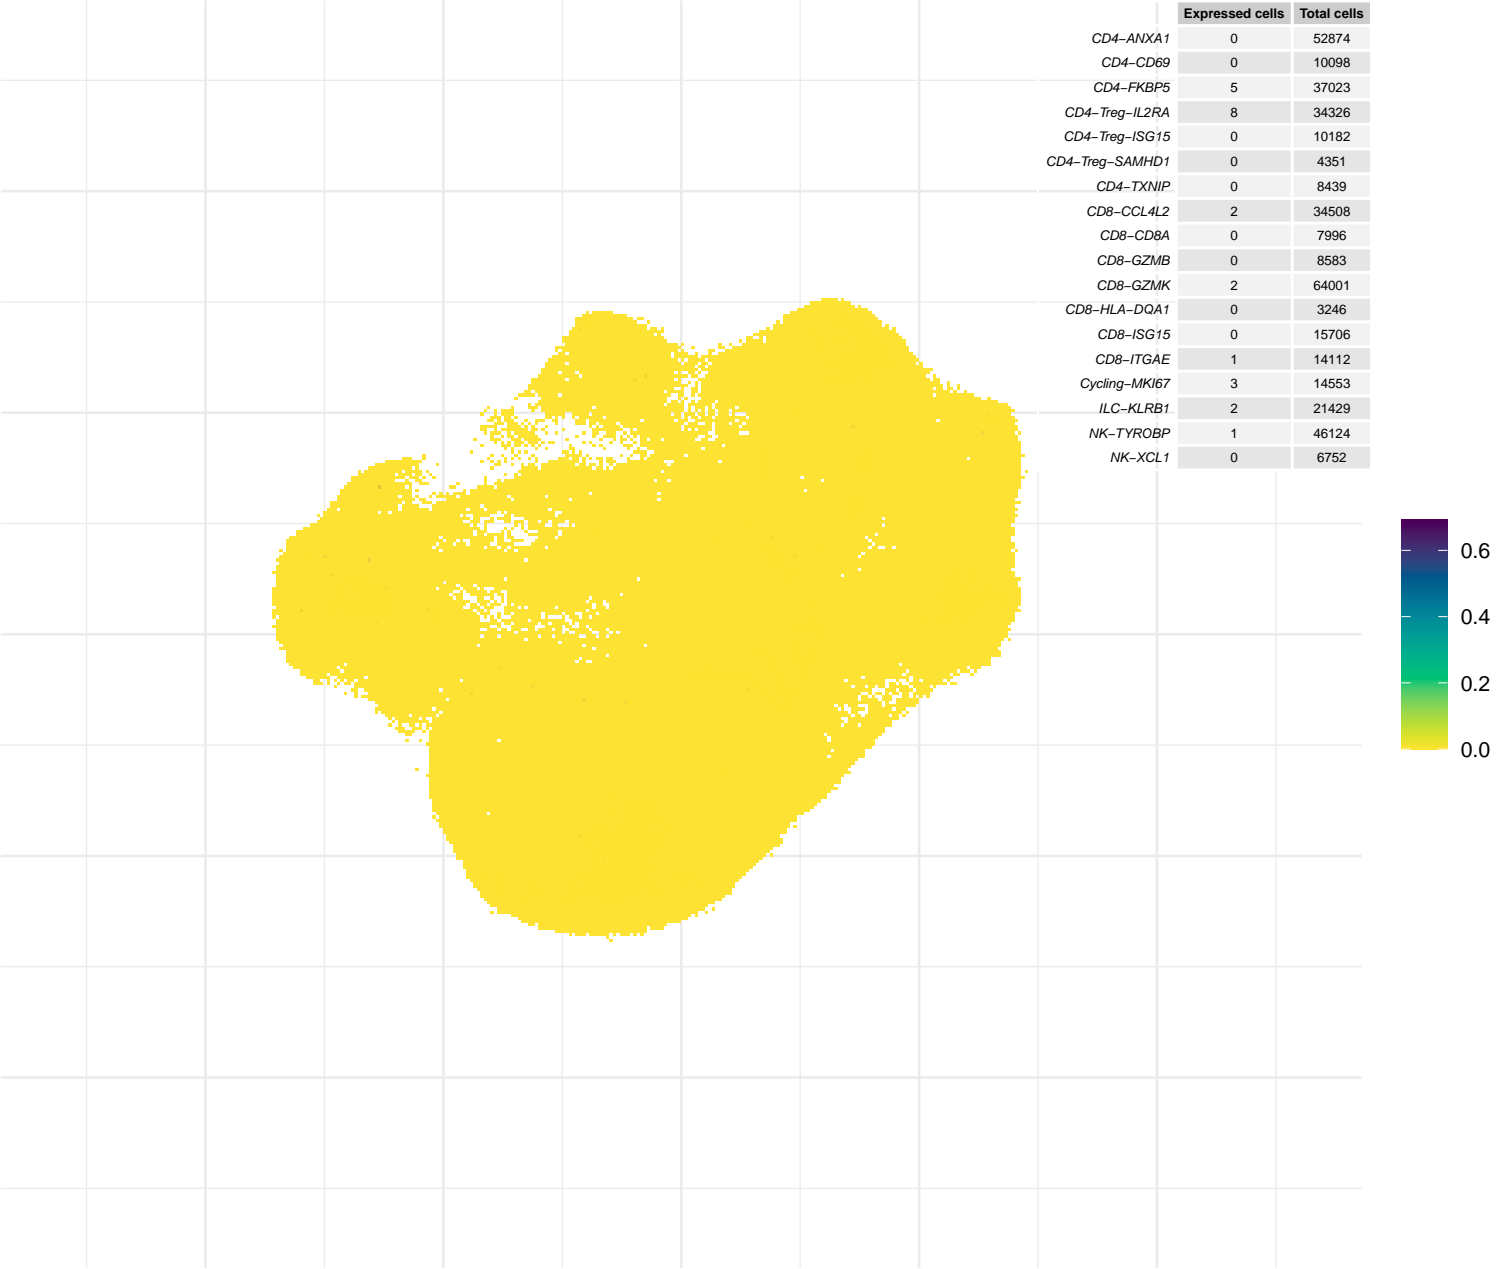 Expressed cells Total cells
CD4−ANXA1 0 52874
CD4−CD69 0 10098
CD4−FKBP5 5 37023
CD4−Treg−IL2RA 8 34326
CD4−Treg−ISG15 0 10182
CD4−Treg−SAMHD1 0 4351
CD4−TXNIP 0 8439
CD8−CCL4L2 2 34508
CD8−CD8A 0 7996
CD8−GZMB 0 8583
CD8−GZMK 2 64001
CD8−HLA−DQA1 0 3246
CD8−ISG15 0 15706
CD8−ITGAE 1 14112
Cycling−MKI67 3 14553
ILC−KLRB1 2 21429
NK−TYROBP 1 46124
NK−XCL1 0 6752
0.6
0.4
0.2
0.0